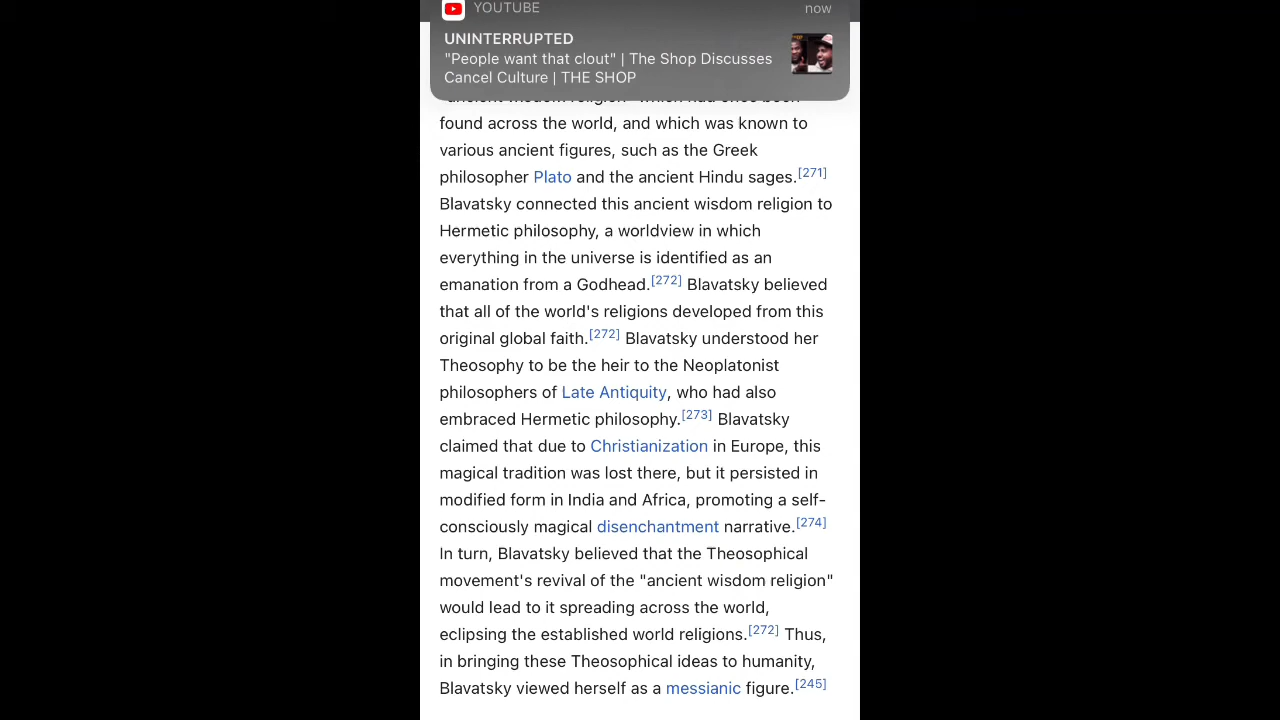 YOUTUBE now
UNINTERRUPTED
"People want that clout" | The Shop Discusses
Cancel Culture | THE SHOP
"ancient wisdom religion" which had once been
found across the world, and which was known to
various ancient figures, such as the Greek
philosopher Plato and the ancient Hindu sages.[271]
Blavatsky connected this ancient wisdom religion to
Hermetic philosophy, a worldview in which
everything in the universe is identified as an
emanation from a Godhead.[272] Blavatsky believed
that all of the world's religions developed from this
original global faith.[272] Blavatsky understood her
Theosophy to be the heir to the Neoplatonist
philosophers of Late Antiquity, who had also
embraced Hermetic philosophy.[273] Blavatsky
claimed that due to Christianization in Europe, this
magical tradition was lost there, but it persisted in
modified form in India and Africa, promoting a self-
consciously magical disenchantment narrative.[274]
In turn, Blavatsky believed that the Theosophical
movement's revival of the "ancient wisdom religion"
would lead to it spreading across the world,
eclipsing the established world religions.[272] Thus,
in bringing these Theosophical ideas to humanity,
Blavatsky viewed herself as a messianic figure.[245]